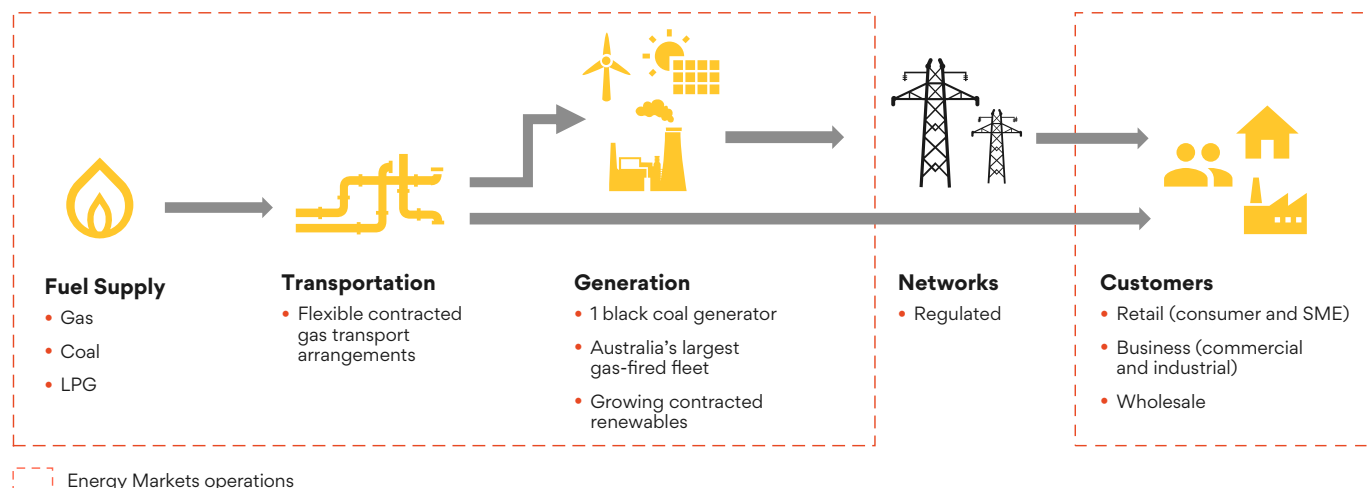 Fuel Supply
• Gas
• Coal
• LPG
Transportation
• Flexible contracted
gas transport
arrangements
Generation
• 1 black coal generator
• Australia's largest
gas-fired fleet
• Growing contracted
renewables
Networks
• Regulated
Customers
• Retail (consumer and SME)
• Business (commercial
and industrial)
• Wholesale
Energy Markets operations